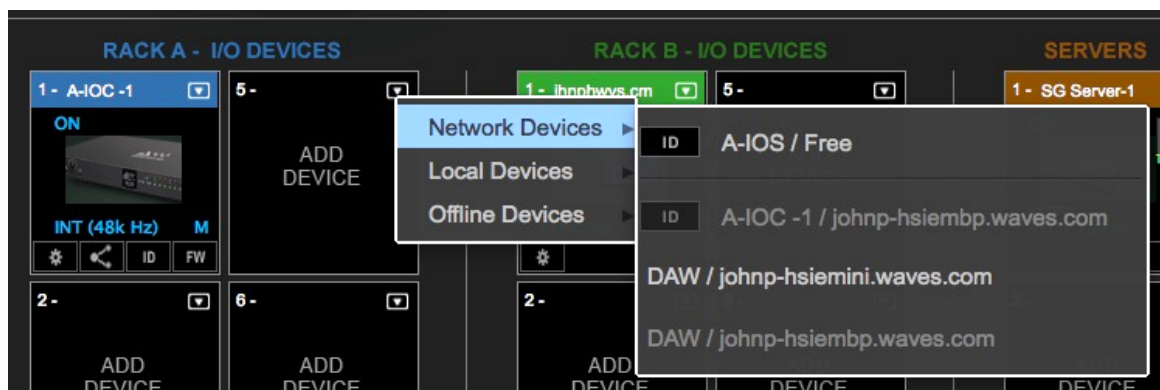 RACK A - I/O DEVICES
RACK B - I/O DEVICES
SERVERS
1 - A-IOC -1
5 -
1 - ihnphwvs.cm
5 -
1 - SG Server-1
ON
ADD
DEVICE
INT (48k Hz) M
ID FW
Network Devices
Local Devices
Offline Devices
ID A-IOS / Free
ID A-IOC -1 / johnp-hsiembp.waves.com
DAW / johnp-hsiemini.waves.com
DAW / johnp-hsiembp.waves.com
2 -
6 -
2 -
ADD
DEVICE
ADD
DEVICE
ADD
DEVICE
DEVICE
DEVICE